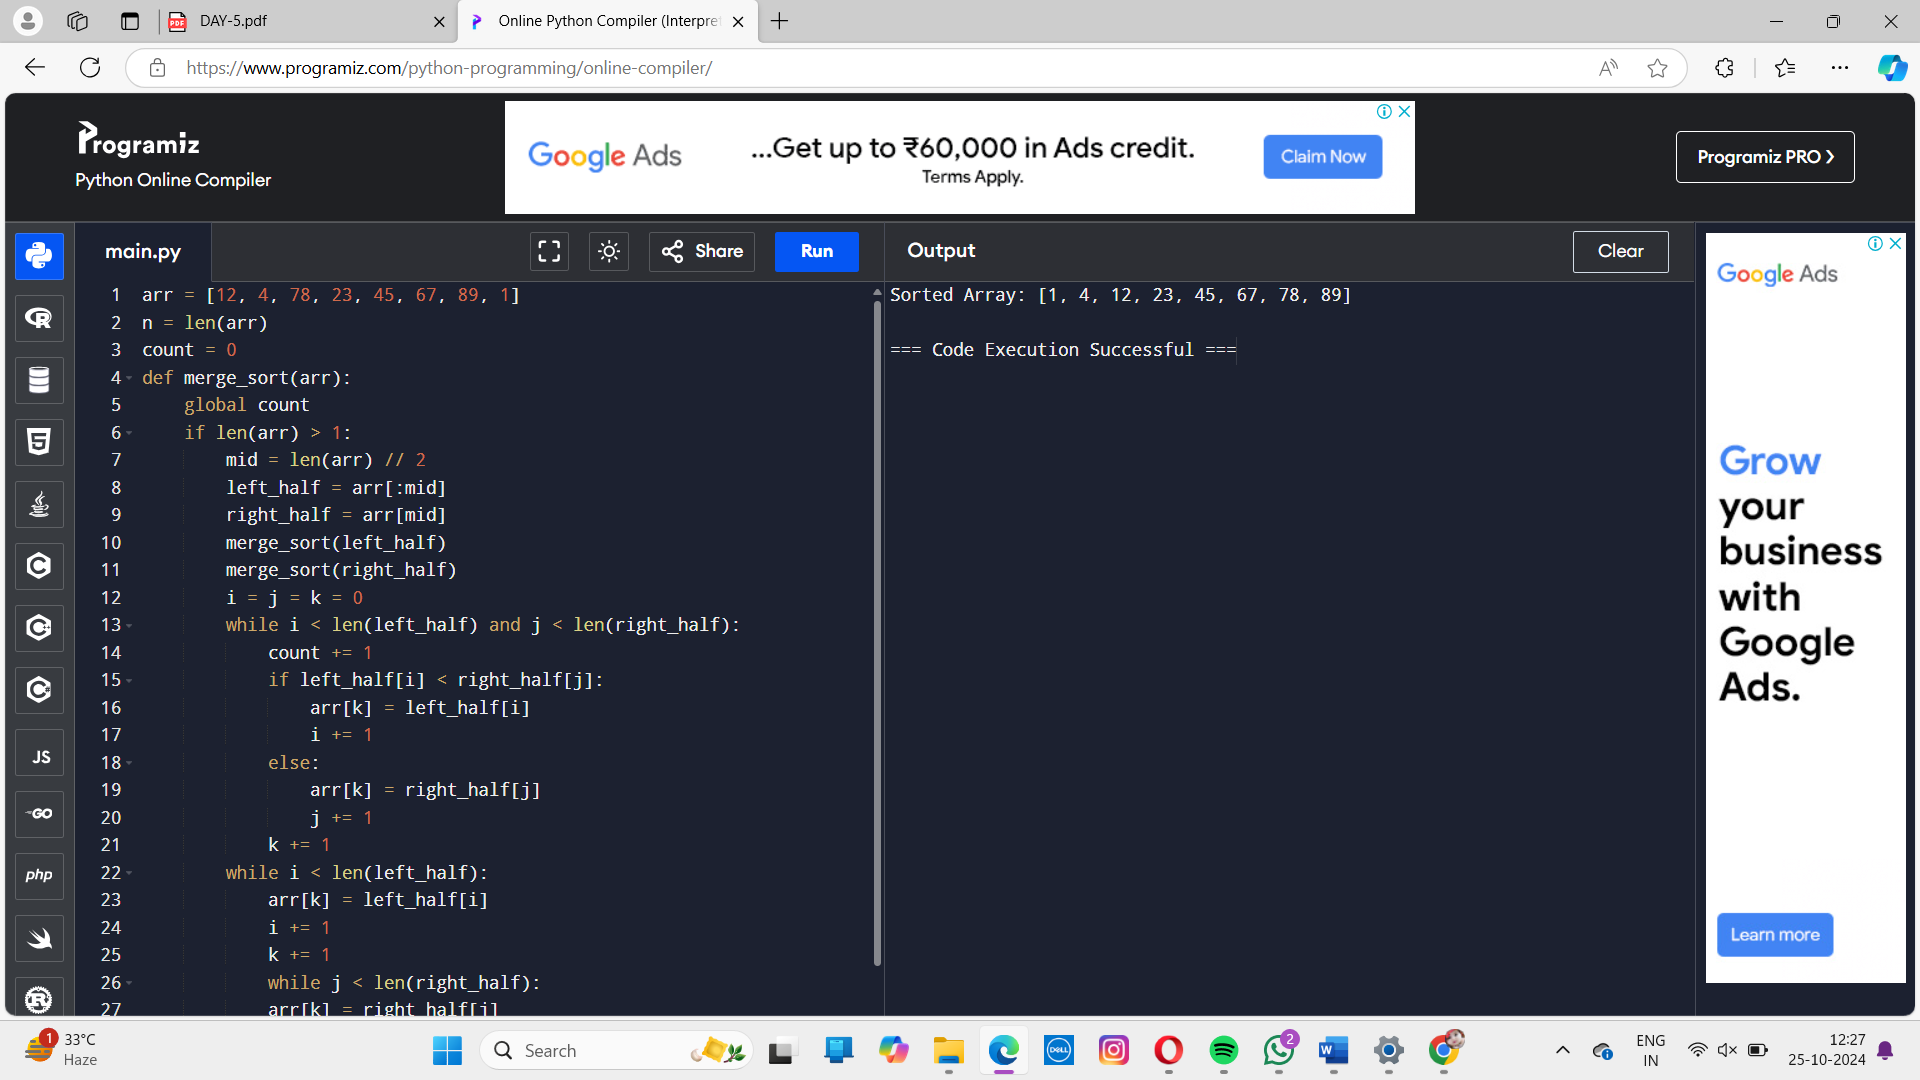 DAY-5.pdf
Online Python Compiler (Interpret
https://www.programiz.com/python-programming/online-compiler/
Programiz
Python Online Compiler
Google Ads
...Get up to ₹60,000 in Ads credit.
Terms Apply.
Claim Now
Programiz PRO ❯
main.py
Share
Run
Output
Clear
1 arr = [12, 4, 78, 23, 45, 67, 89, 1]
2 n = len(arr)
3 count = 0
4 def merge_sort(arr):
5     global count
6     if len(arr) > 1:
7         mid = len(arr) // 2
8         left_half = arr[:mid]
9         right_half = arr[mid]
10         merge_sort(left_half)
11         merge_sort(right_half)
12         i = j = k = 0
13         while i < len(left_half) and j < len(right_half):
14             count += 1
15             if left_half[i] < right_half[j]:
16                 arr[k] = left_half[i]
17                 i += 1
18             else:
19                 arr[k] = right_half[j]
20                 j += 1
21             k += 1
22         while i < len(left_half):
23             arr[k] = left_half[i]
24             i += 1
25             k += 1
26             while j < len(right_half):
27             arr[k] = right_half[j]
Sorted Array: [1, 4, 12, 23, 45, 67, 78, 89]
=== Code Execution Successful ===
Google Ads
Grow
your
business
with
Google
Ads.
Learn more
JS
GO
php
1
33°C
Haze
Search
DELL
2
W
ENG
IN
12:27
25-10-2024